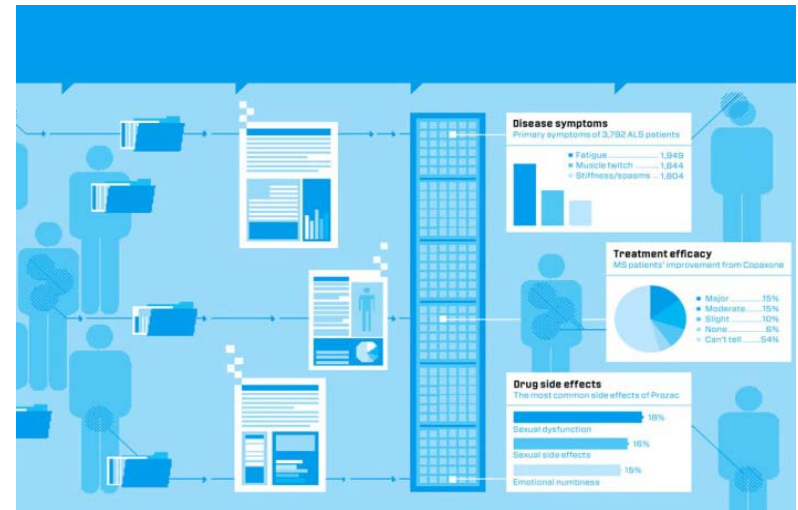 Disease symptoms
Primary symptoms of 3,792 ALS patients
Fatigue 1,949
Muscle twitch 1,844
Stiffness/spasms 1,804
Treatment efficacy
MS patients' improvement from Copaxone
Major 15%
Moderate 15%
Slight 10%
None 6%
Can't tell 54%
Drug side effects
The most common side effects of Prozac
18%
Sexual dysfunction
16%
Sexual side effects
15%
Emotional numbness